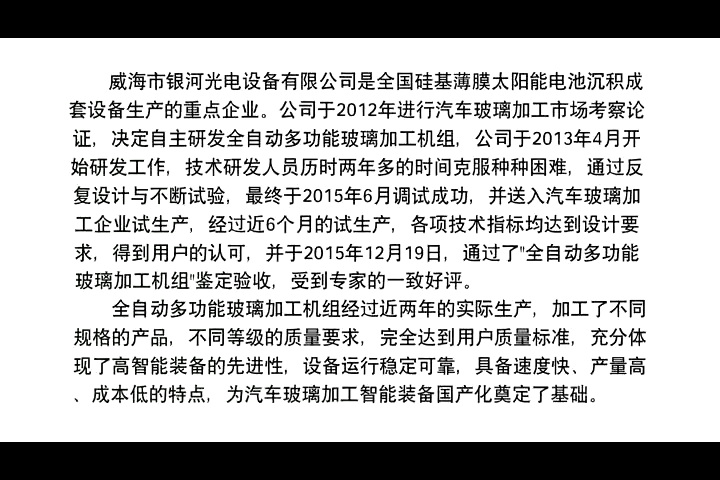 威海市银河光电设备有限公司是全国硅基薄膜太阳能电池沉积成
套设备生产的重点企业。公司于2012年进行汽车玻璃加工市场考察论
证，决定自主研发全自动多功能玻璃加工机组，公司于2013年4月开
始研发工作，技术研发人员历时两年多的时间克服种种困难，通过反
复设计与不断试验，最终于2015年6月调试成功，并送入汽车玻璃加
工企业试生产，经过近6个月的试生产，各项技术指标均达到设计要
求，得到用户的认可，并于2015年12月19日，通过了"全自动多功能
玻璃加工机组"鉴定验收，受到专家的一致好评。
全自动多功能玻璃加工机组经过近两年的实际生产，加工了不同
规格的产品，不同等级的质量要求，完全达到用户质量标准，充分体
现了高智能装备的先进性，设备运行稳定可靠，具备速度快、产量高
、成本低的特点，为汽车玻璃加工智能装备国产化奠定了基础。